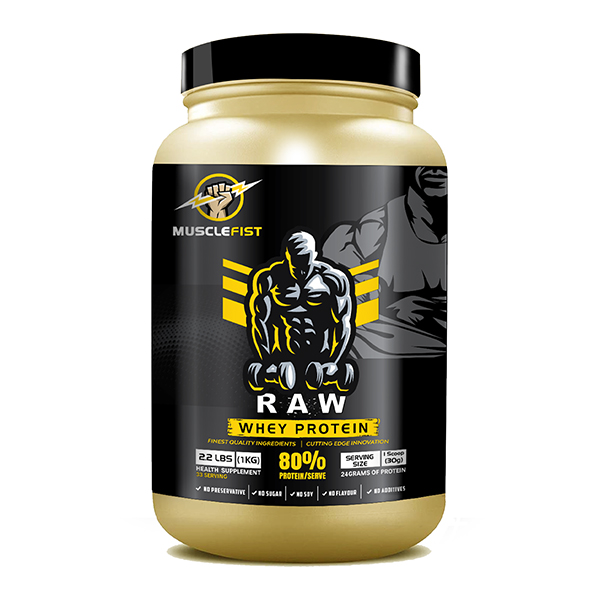 MUSCLEFIST
RAW
WHEY PROTEIN
FINEST QUALITY INGREDIENTS | CUTTING EDGE INNOVATION
2.2 LBS (1KG)
HEALTH SUPPLEMENT
33 SERVING
80%
PROTEIN/SERVE
SERVING SIZE
1 Scoop (30g)
24GRAMS OF PROTEIN
✓ NO PRESERVATIVE ✓ NO SUGAR ✓ NO SOY ✓ NO FLAVOUR ✓ NO ADDITIVES